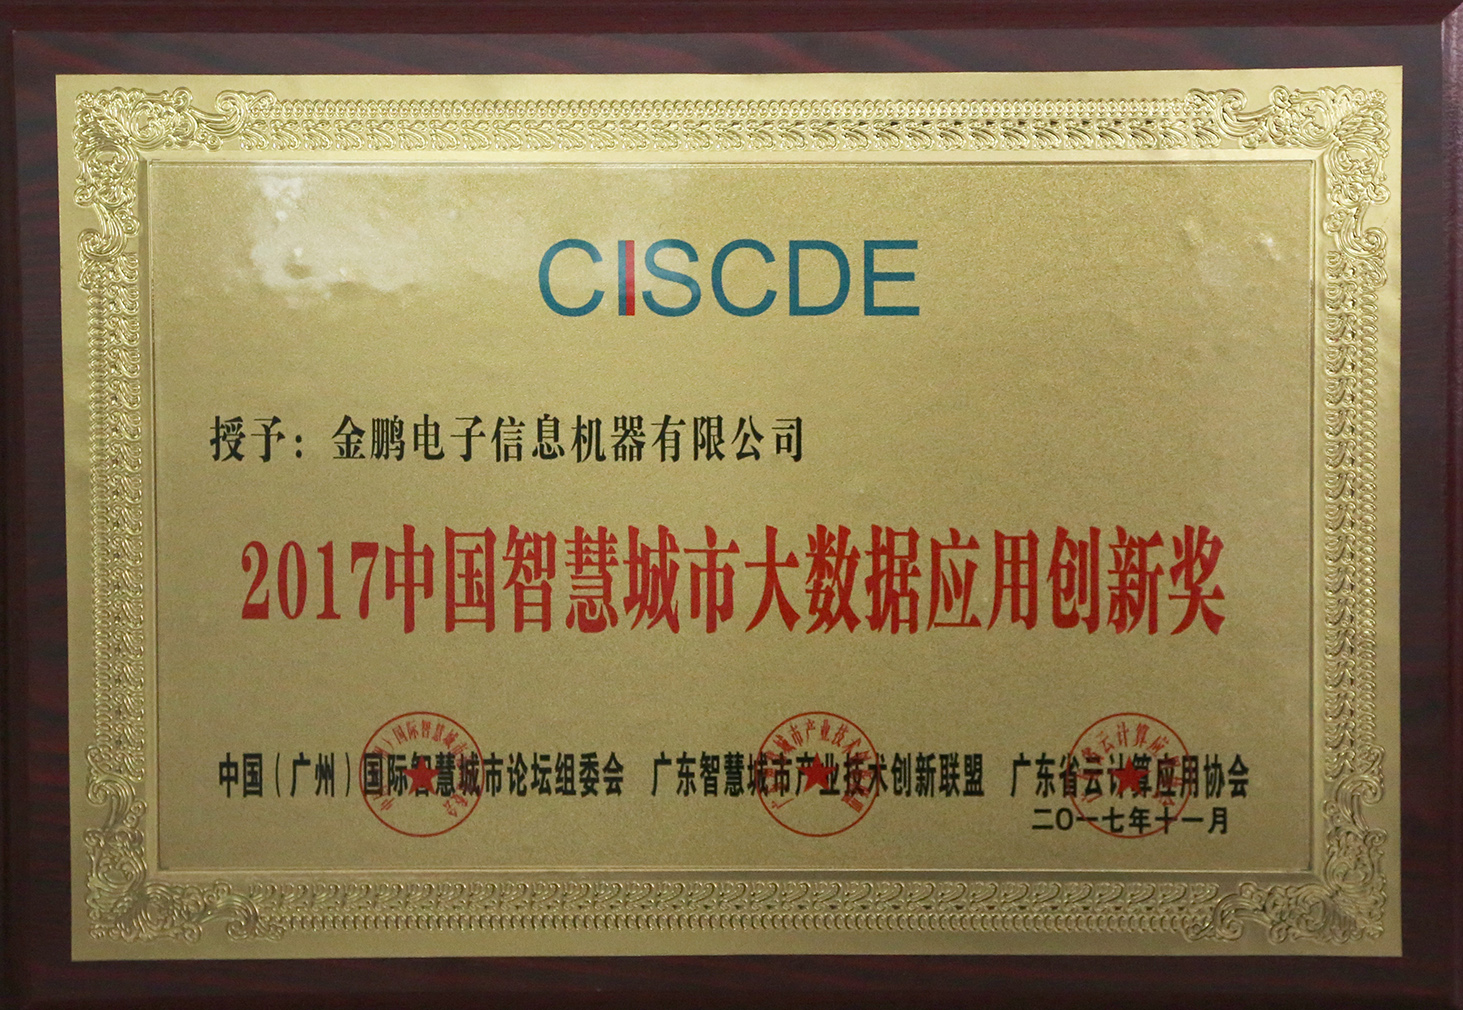 CISCDE
授予：金鹏电子信息机器有限公司
2017中国智慧城市大数据应用创新奖
中国（广州）国际智慧城市论坛组委会 广东智慧城市产业技术创新联盟 广东省云计算应用协会
二〇一七年十一月